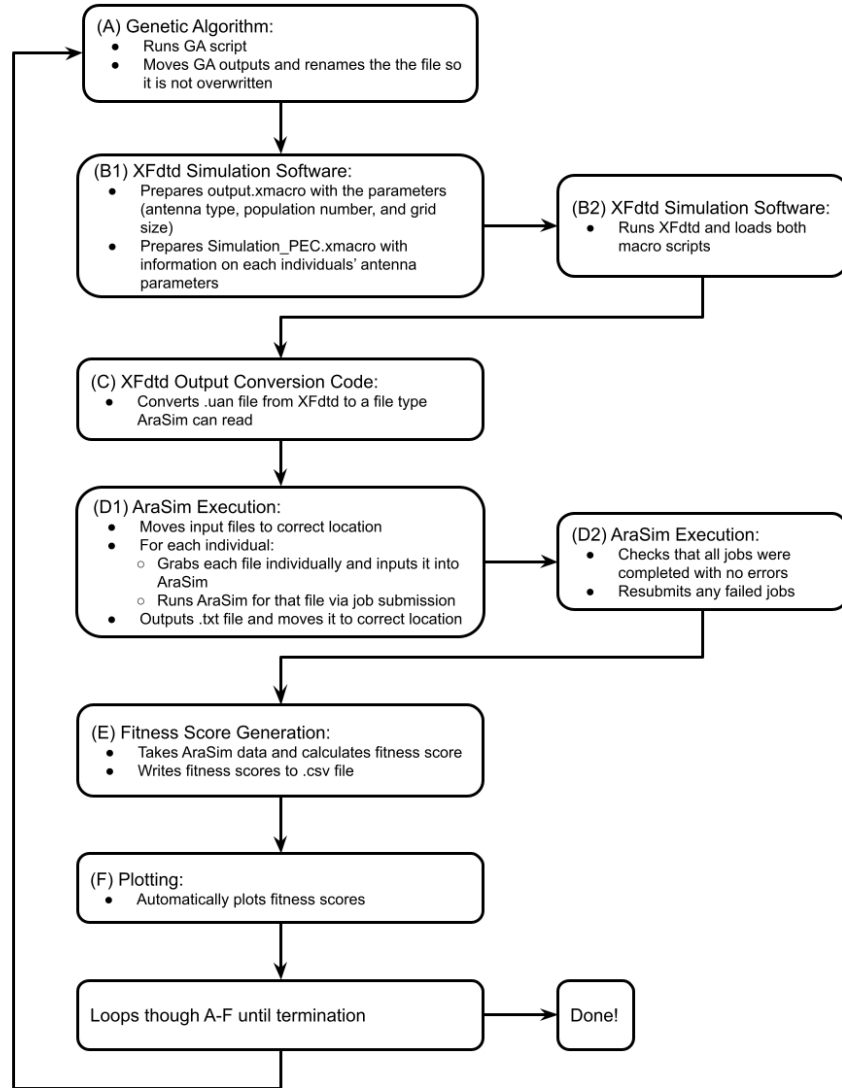 (A) Genetic Algorithm:
● Runs GA script
● Moves GA outputs and renames the the file so
it is not overwritten
(B1) XFdtd Simulation Software:
● Prepares output.xmacro with the parameters
(antenna type, population number, and grid
size)
● Prepares Simulation_PEC.xmacro with
information on each individuals’ antenna
parameters
(B2) XFdtd Simulation Software:
● Runs XFdtd and loads both
macro scripts
(C) XFdtd Output Conversion Code:
● Converts .uan file from XFdtd to a file type
AraSim can read
(D1) AraSim Execution:
● Moves input files to correct location
● For each individual:
○ Grabs each file individually and inputs it into
AraSim
○ Runs AraSim for that file via job submission
● Outputs .txt file and moves it to correct location
(D2) AraSim Execution:
● Checks that all jobs were
completed with no errors
● Resubmits any failed jobs
(E) Fitness Score Generation:
● Takes AraSim data and calculates fitness score
● Writes fitness scores to .csv file
(F) Plotting:
● Automatically plots fitness scores
Loops though A-F until termination
Done!